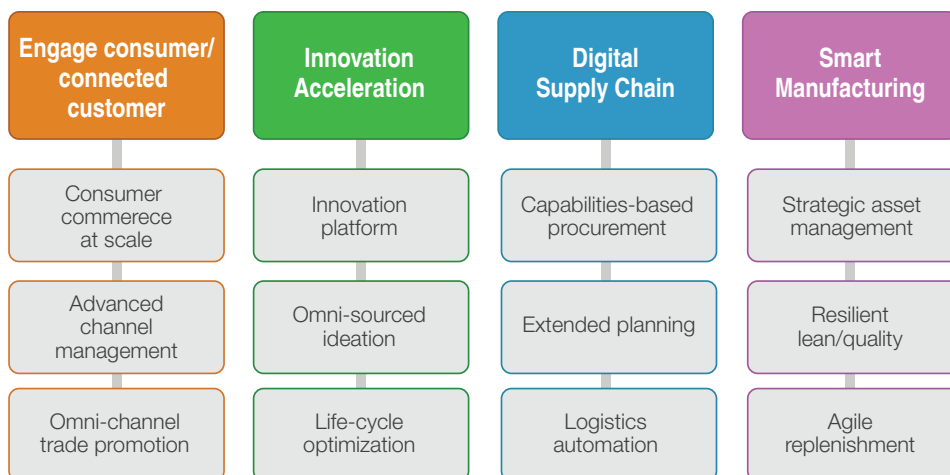 Engage consumer/
connected
customer
Innovation
Acceleration
Digital
Supply Chain
Smart
Manufacturing
Consumer
commerece
at scale
Innovation
platform
Capabilities-based
procurement
Strategic asset
management
Advanced
channel
management
Omni-sourced
ideation
Extended planning
Resilient
lean/quality
Omni-channel
trade promotion
Life-cycle
optimization
Logistics
automation
Agile
replenishment